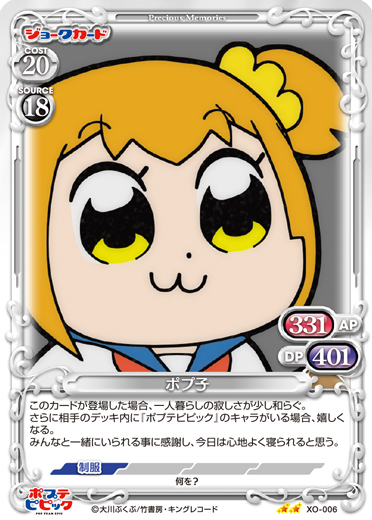 Precious Memories
ジョークカード
COST
20
SOURCE
18
331 AP
DP 401
ポプ子
このカードが登場した場合、一人暮らしの寂しさが少し和らぐ。
さらに相手のデッキ内に『ポプテピピック』のキャラがいる場合、嬉しく
なる。
みんなと一緒にいられる事に感謝し、今日は心地よく寝られると思う。
制服
何を？
ポプテ
ピピック
POP TEAM EPIC
©大川ぶくぶ/竹書房・キングレコード
XO-006